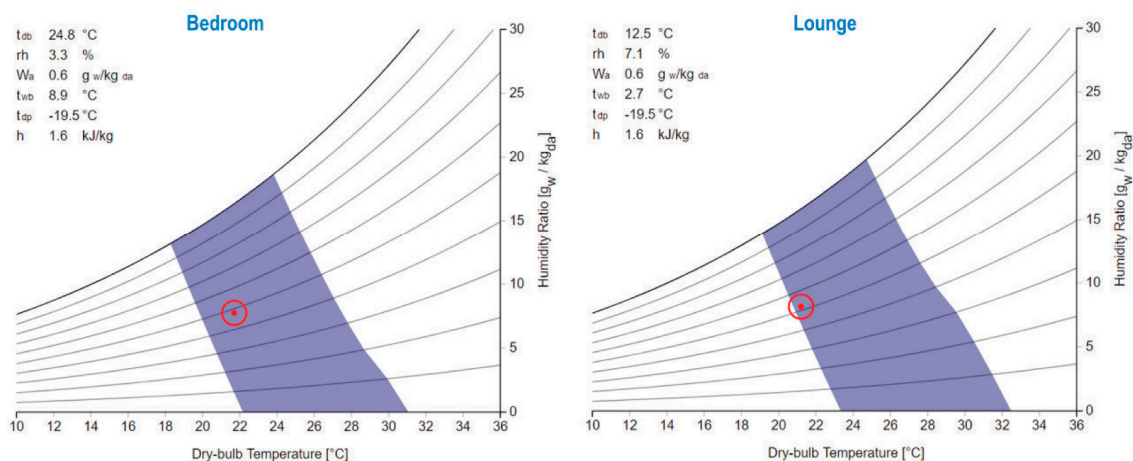 Bedroom
tdb 24.8 °C
rh 3.3 %
Wa 0.6 g w/kg da
twb 8.9 °C
tdp -19.5 °C
h 1.6 kJ/kg
30
25
20
15
10
5
0
Humidity Ratio [gw / kgda]
10 12 14 16 18 20 22 24 26 28 30 32 34 36
Dry-bulb Temperature [°C]
Lounge
tdb 12.5 °C
rh 7.1 %
Wa 0.6 g w/kg da
twb 2.7 °C
tdp -19.5 °C
h 1.6 kJ/kg
30
25
20
15
10
5
0
Humidity Ratio [gw / kgda]
10 12 14 16 18 20 22 24 26 28 30 32 34 36
Dry-bulb Temperature [°C]